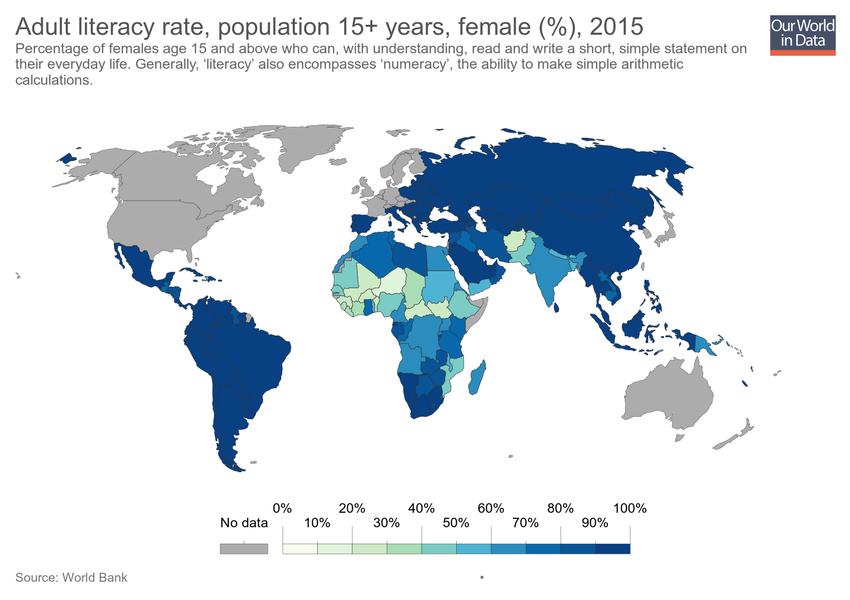 Adult literacy rate, population 15+ years, female (%), 2015
Our World
in Data
Percentage of females age 15 and above who can, with understanding, read and write a short, simple statement on
their everyday life. Generally, ‘literacy’ also encompasses ‘numeracy’, the ability to make simple arithmetic
calculations.
0% 20% 40% 60% 80% 100%
No data 10% 30% 50% 70% 90%
Source: World Bank